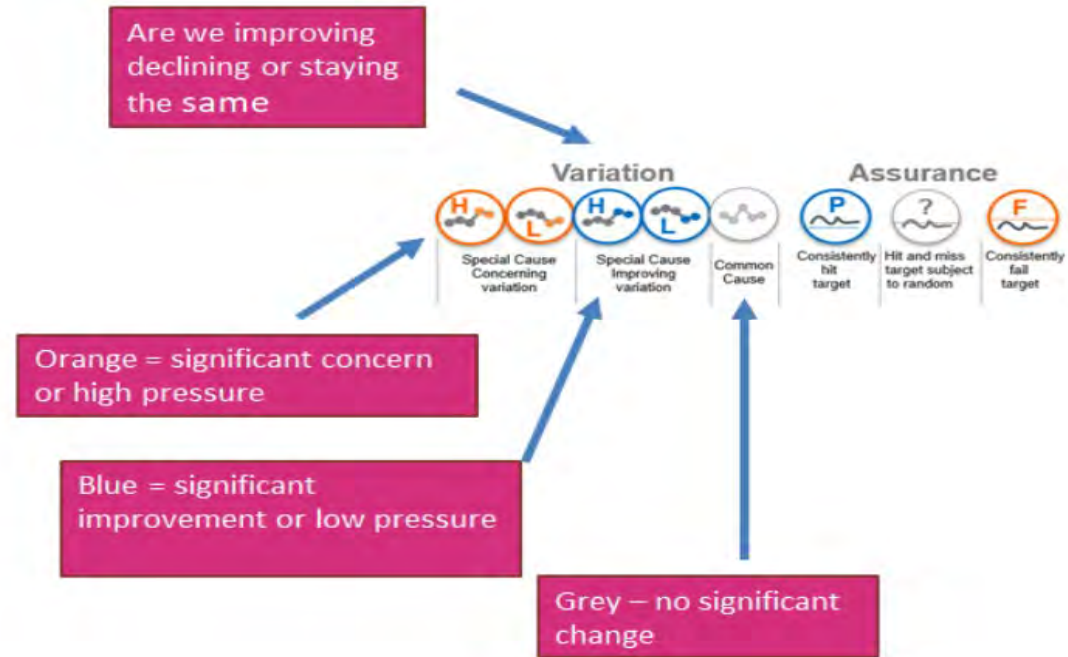 Are we improving
declining or staying
the same
Variation
Assurance
H
L
H
L
P
?
F
Special Cause
Concerning
variation
Special Cause
Improving
variation
Common
Cause
Consistently
hit
target
Hit and miss
target subject
to random
Consistently
fail
target
Orange = significant concern
or high pressure
Blue = significant
improvement or low pressure
Grey – no significant
change